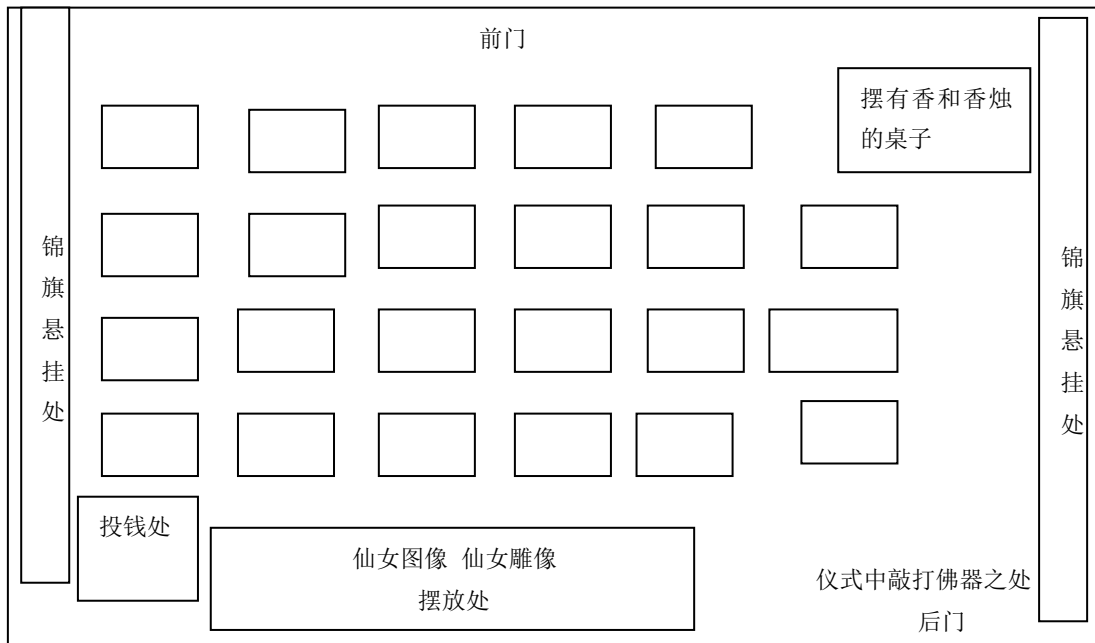 前门
摆有香和香烛
的桌子
锦旗悬挂处
锦旗悬挂处
投钱处
仙女图像 仙女雕像
摆放处
仪式中敲打佛器之处
后门